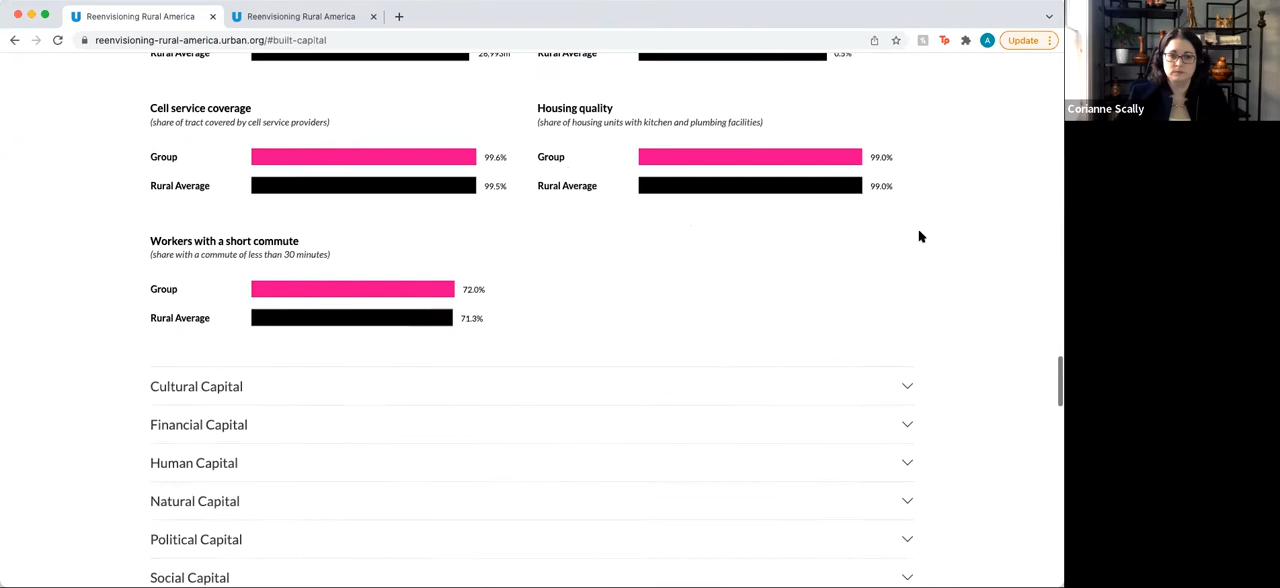 Reenvisioning Rural America
Reenvisioning Rural America
reenvisioning-rural-america.urban.org/#built-capital
Update
Corianne Scally
Rural Average 26,993m
Rural Average 0.5%
Cell service coverage
(share of tract covered by cell service providers)
Group 99.6%
Rural Average 99.5%
Housing quality
(share of housing units with kitchen and plumbing facilities)
Group 99.0%
Rural Average 99.0%
Workers with a short commute
(share with a commute of less than 30 minutes)
Group 72.0%
Rural Average 71.3%
Cultural Capital
Financial Capital
Human Capital
Natural Capital
Political Capital
Social Capital